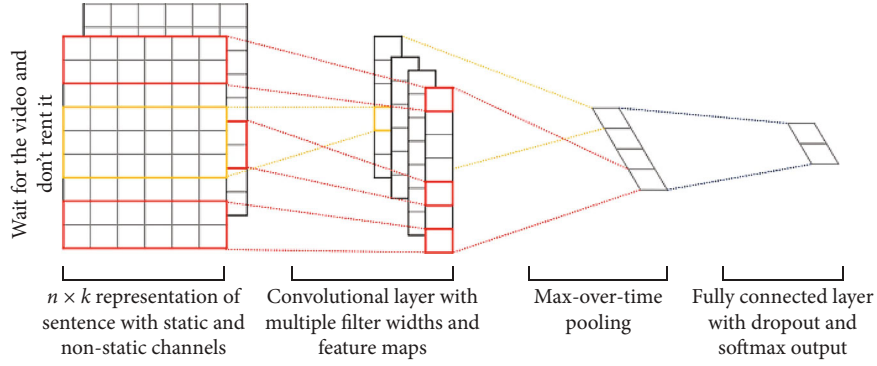 Wait for the video and
don't rent it
n × k representation of
sentence with static and
non-static channels
Convolutional layer with
multiple filter widths and
feature maps
Max-over-time
pooling
Fully connected layer
with dropout and
softmax output